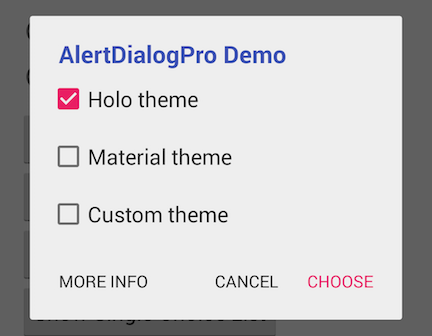 AlertDialogPro Demo
Holo theme
Material theme
Custom theme
MORE INFO CANCEL CHOOSE